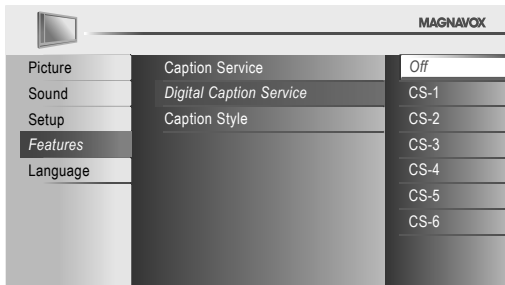 MAGNAVOX
Picture
Sound
Setup
Features
Language
Caption Service
Digital Caption Service
Caption Style
Off
CS-1
CS-2
CS-3
CS-4
CS-5
CS-6